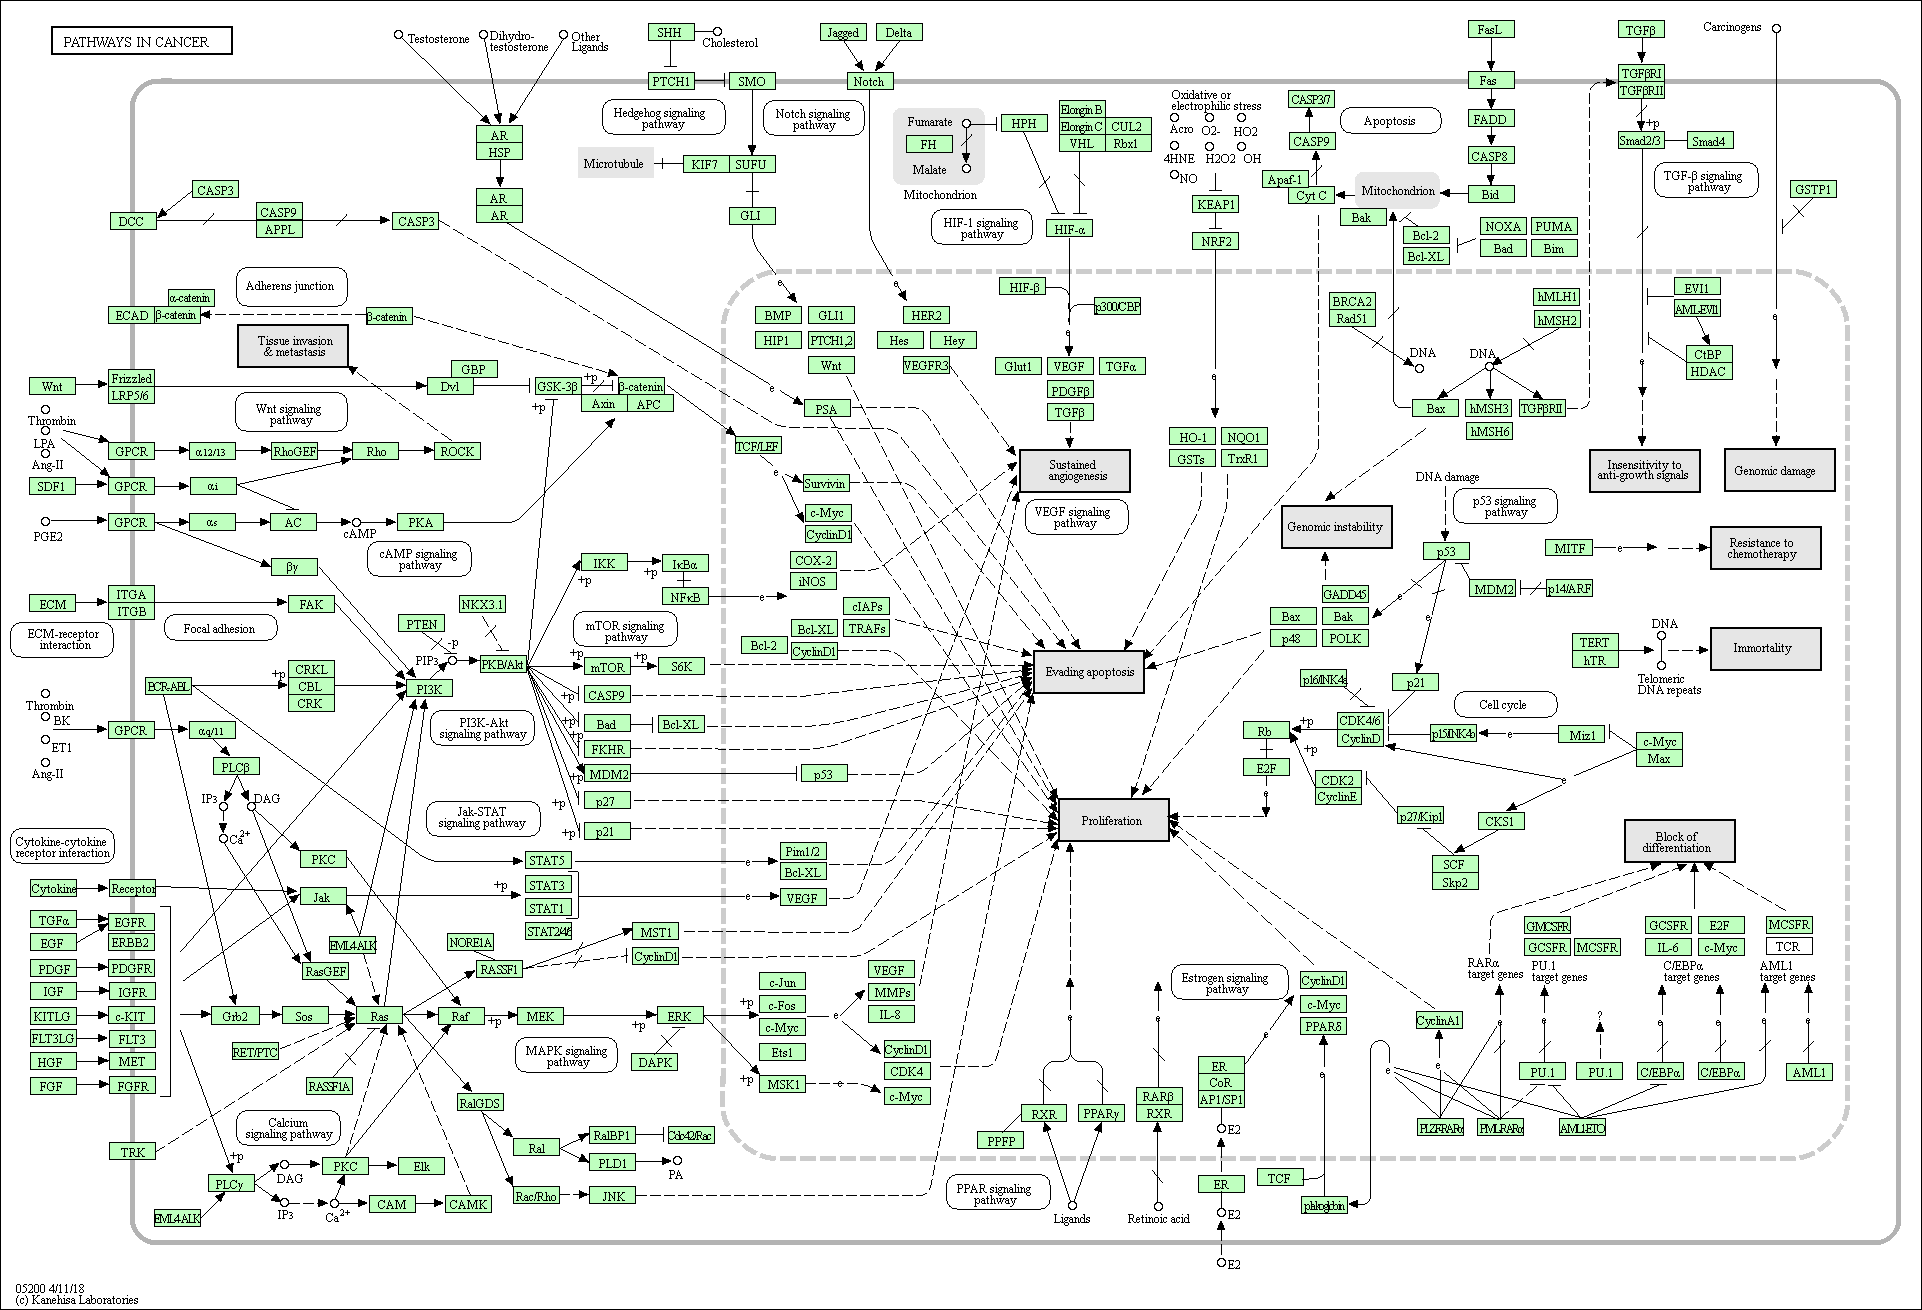 PATHWAYS IN CANCER
Testosterone
Dihydro-
testosterone
Other
Ligands
SHH
Cholesterol
Jagged
Delta
FasL
TGFβ
Carcinogens
PTCH1
SMO
Notch
Fas
TGFβRI
TGFβRII
Hedgehog signaling
pathway
Notch signaling
pathway
Oxidative or
electrophilic stress
Acro
O2-
HO2
4HNE
H2O2
OH
NO
CASP3/7
CASP9
Apoptosis
FADD
CASP8
Bid
+p
Smad2/3
Smad4
TGF-β signaling
pathway
GSTP1
AR
HSP
AR
AR
Microtubule
KIF7
SUFU
GLI
Fumarate
FH
Malate
Mitochondrion
HPH
Elongin B
Elongin C
CUL2
VHL
Rbx1
HIF-1 signaling
pathway
HIF-α
KEAP1
NRF2
Apaf-1
Cyt C
Mitochondrion
Bak
Bcl-2
Bcl-XL
NOXA
PUMA
Bad
Bim
CASP3
DCC
CASP9
APPL
CASP3
Adherens junction
α-catenin
ECAD
β-catenin
β-catenin
Tissue invasion
& metastasis
e
BMP
GLI1
HIP1
PTCH1,2
Wnt
e
HER2
Hes
Hey
VEGFR3
HIF-β
p300/CBP
e
Glut1
VEGF
TGFα
PDGFβ
TGFβ
e
BRCA2
Rad51
DNA
hMLH1
hMSH2
DNA
Bax
hMSH3
TGFβRII
hMSH6
e
EVI1
AML-EVI1
CtBP
HDAC
e
Wnt
Frizzled
LRP5/6
GBP
Dvl
GSK-3β
+p
β-catenin
+p
Axin
APC
e
PSA
Wnt signaling
pathway
Thrombin
LPA
Ang-II
GPCR
α12/13
RhoGEF
Rho
ROCK
SDF1
GPCR
αi
TCF/LEF
e
Survivin
c-Myc
CyclinD1
Sustained
angiogenesis
VEGF signaling
pathway
HO-1
NQO1
GSTs
TrxR1
Insensitivity to
anti-growth signals
Genomic damage
PGE2
GPCR
αs
AC
cAMP
PKA
cAMP signaling
pathway
βγ
DNA damage
p53 signaling
pathway
Genomic instability
p53
MITF
e
Resistance to
chemotherapy
IKK
+p
+p
IκBα
NFκB
e
COX-2
iNOS
ECM
ITGA
ITGB
FAK
Focal adhesion
ECM-receptor
interaction
NKX3.1
PTEN
-p
PIP3
PKB/Akt
mTOR signaling
pathway
cIAPs
Bcl-XL
TRAFs
Bcl-2
CyclinD1
GADD45
Bax
Bak
p48
POLK
e
e
MDM2
p14/ARF
TERT
hTR
DNA
Telomeric
DNA repeats
Immortality
+p
mTOR
+p
S6K
Evading apoptosis
BCR-ABL
+p
CRKL
CBL
CRK
PI3K
PI3K-Akt
signaling pathway
+p
CASP9
+p
Bad
Bcl-XL
+p
FKHR
+p
MDM2
p53
+p
p27
+p
p21
p16/INK4a
p21
CDK4/6
CyclinD
p15/INK4b
e
Miz1
c-Myc
Max
Cell cycle
Rb
+p
+p
E2F
e
CDK2
CyclinE
e
p27/Kip1
CKS1
SCF
Skp2
Thrombin
BK
ET1
Ang-II
GPCR
αq/11
PLCβ
IP3
DAG
Ca2+
PKC
Jak-STAT
signaling pathway
Proliferation
Block of
differentiation
Cytokine-cytokine
receptor interaction
Cytokine
Receptor
Jak
+p
STAT5
STAT3
STAT1
STAT2/4/6
e
Pim1/2
Bcl-XL
e
VEGF
TGFα
EGFR
EGF
ERBB2
PDGF
PDGFR
IGF
IGFR
KITLG
c-KIT
FLT3LG
FLT3
HGF
MET
FGF
FGFR
EML4-ALK
RasGEF
NORE1A
RASSF1
MST1
CyclinD1
Grb2
Sos
Ras
Raf
+p
MEK
+p
ERK
+p
DAPK
RET/PTC
RASSF1A
MAPK signaling
pathway
c-Jun
c-Fos
c-Myc
Ets1
+p
MSK1
e
e
VEGF
MMPs
IL-8
CyclinD1
CDK4
c-Myc
Estrogen signaling
pathway
e
e
CyclinD1
c-Myc
PPARδ
e
e
CyclinA1
e
GMCSFR
GCSFR
MCSFR
GCSFR
E2F
IL-6
c-Myc
MCSFR
TCR
RARα
target genes
PU.1
target genes
C/EBPα
target genes
AML1
target genes
e
e
?
e
e
e
e
e
PU.1
PU.1
C/EBPα
C/EBPα
AML1
ER
CoR
AP1/SP1
E2
RXR
PPARγ
RARβ
RXR
PPFP
PLZF-RARα
PML-RARα
AML1-ETO
RalGDS
Calcium
signaling pathway
TRK
+p
PLCγ
DAG
IP3
Ca2+
PKC
Elk
CAM
CAMK
EML4-ALK
Ral
RalBP1
Cdc42/Rac
PLD1
PA
Rac/Rho
JNK
PPAR signaling
pathway
Ligands
Retinoic acid
ER
E2
E2
TCF
05200 4/11/18
(c) Kanehisa Laboratories